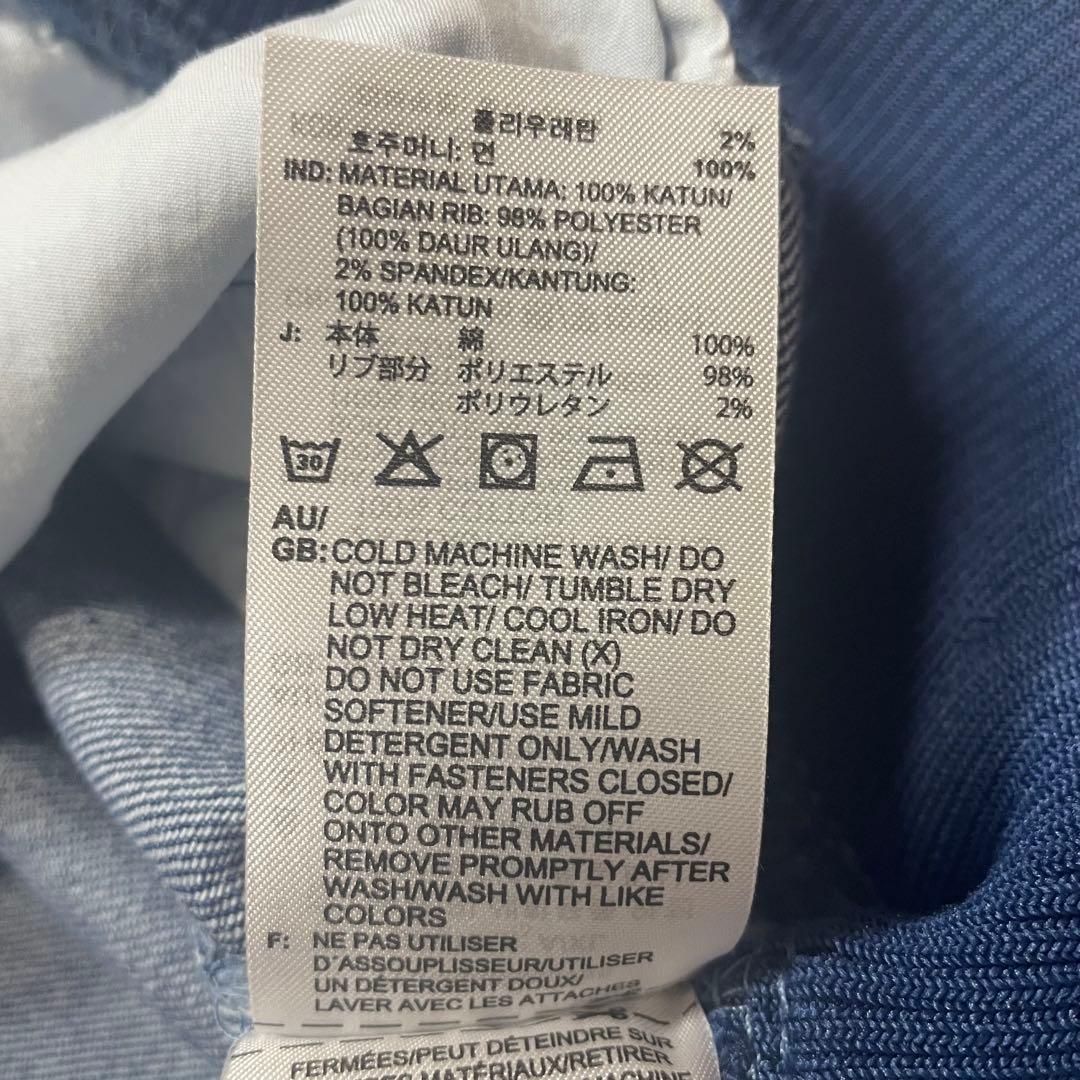 폴리우레탄 2%
호주머니: 면 100%
IND: MATERIAL UTAMA: 100% KATUN/
BAGIAN RIB: 98% POLYESTER
(100% DAUR ULANG)/
2% SPANDEX/KANTUNG:
100% KATUN
J: 本体 綿 100%
リブ部分 ポリエステル 98%
ポリウレタン 2%
30
AU/
GB: COLD MACHINE WASH/ DO
NOT BLEACH/ TUMBLE DRY
LOW HEAT/ COOL IRON/ DO
NOT DRY CLEAN (X)
DO NOT USE FABRIC
SOFTENER/USE MILD
DETERGENT ONLY/WASH
WITH FASTENERS CLOSED/
COLOR MAY RUB OFF
ONTO OTHER MATERIALS/
REMOVE PROMPTLY AFTER
WASH/WASH WITH LIKE
COLORS
F: NE PAS UTILISER
D'ASSOUPLISSEUR/UTILISER
UN DÉTERGENT DOUX/
LAVER AVEC LES ATTACHES
FERMÉES/PEUT DÉTEINDRE SUR
MATÉRIAUX/RETIRER